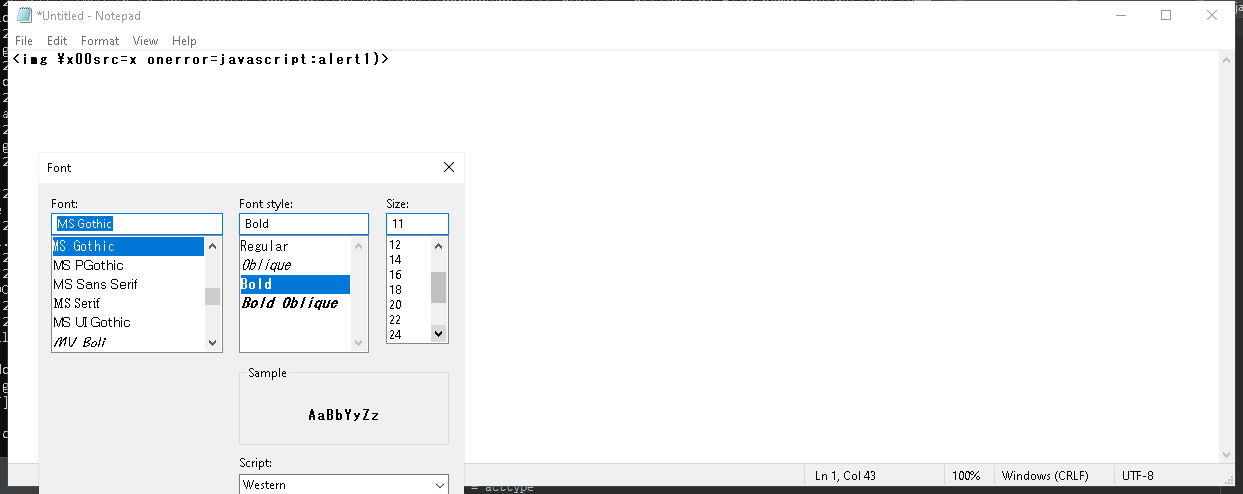 *Untitled - Notepad
File Edit Format View Help
<img ¥x00src=x onerror=javascript:alert1)>
Font
Font: Font style: Size:
MS Gothic Bold 11
MS Gothic Regular 12
MS PGothic Oblique 14
MS Sans Serif Bold 16
MS Serif Bold Oblique 18
MS UI Gothic 20
MV Boli 22
24
Sample
AaBbYyZz
Script:
Western
Ln 1, Col 43 100% Windows (CRLF) UTF-8
= acctype